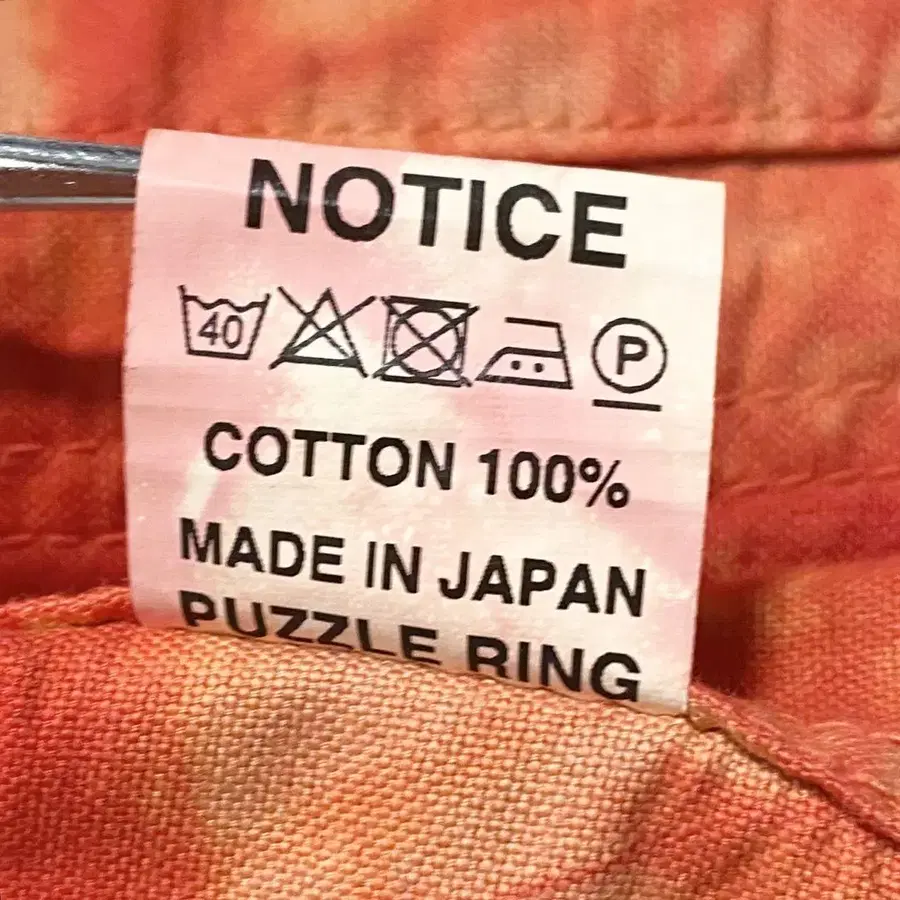 NOTICE
40 P
COTTON 100%
MADE IN JAPAN
PUZZLE RING